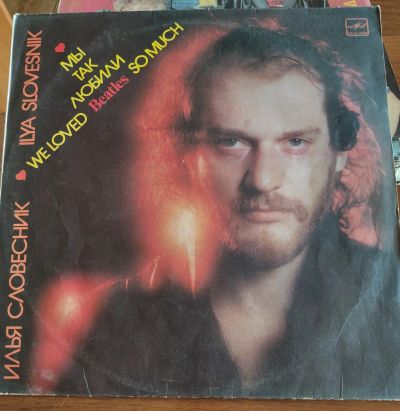 ИЛЬЯ СЛОВЕСНИК
ILYA SLOVESNIK
МЫ
ТАК
ЛЮБИЛИ
Beatles
WE LOVED
SO MUCH